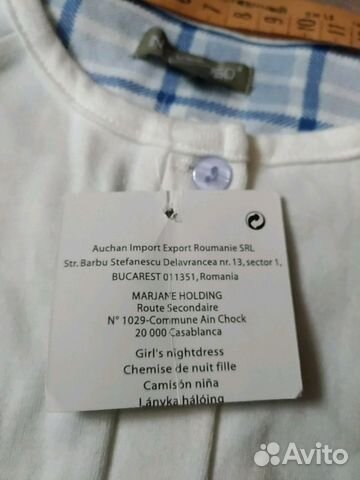 Auchan Import Export Roumanie SRL
Str. Barbu Stefanescu Delavrancea nr. 13, sector 1,
BUCAREST 011351, Romania
MARJANE HOLDING
Route Secondaire
N° 1029-Commune Ain Chock
20 000 Casablanca
Girl's nightdress
Chemise de nuit fille
Camisón niña
Lányka hálóing
Avito